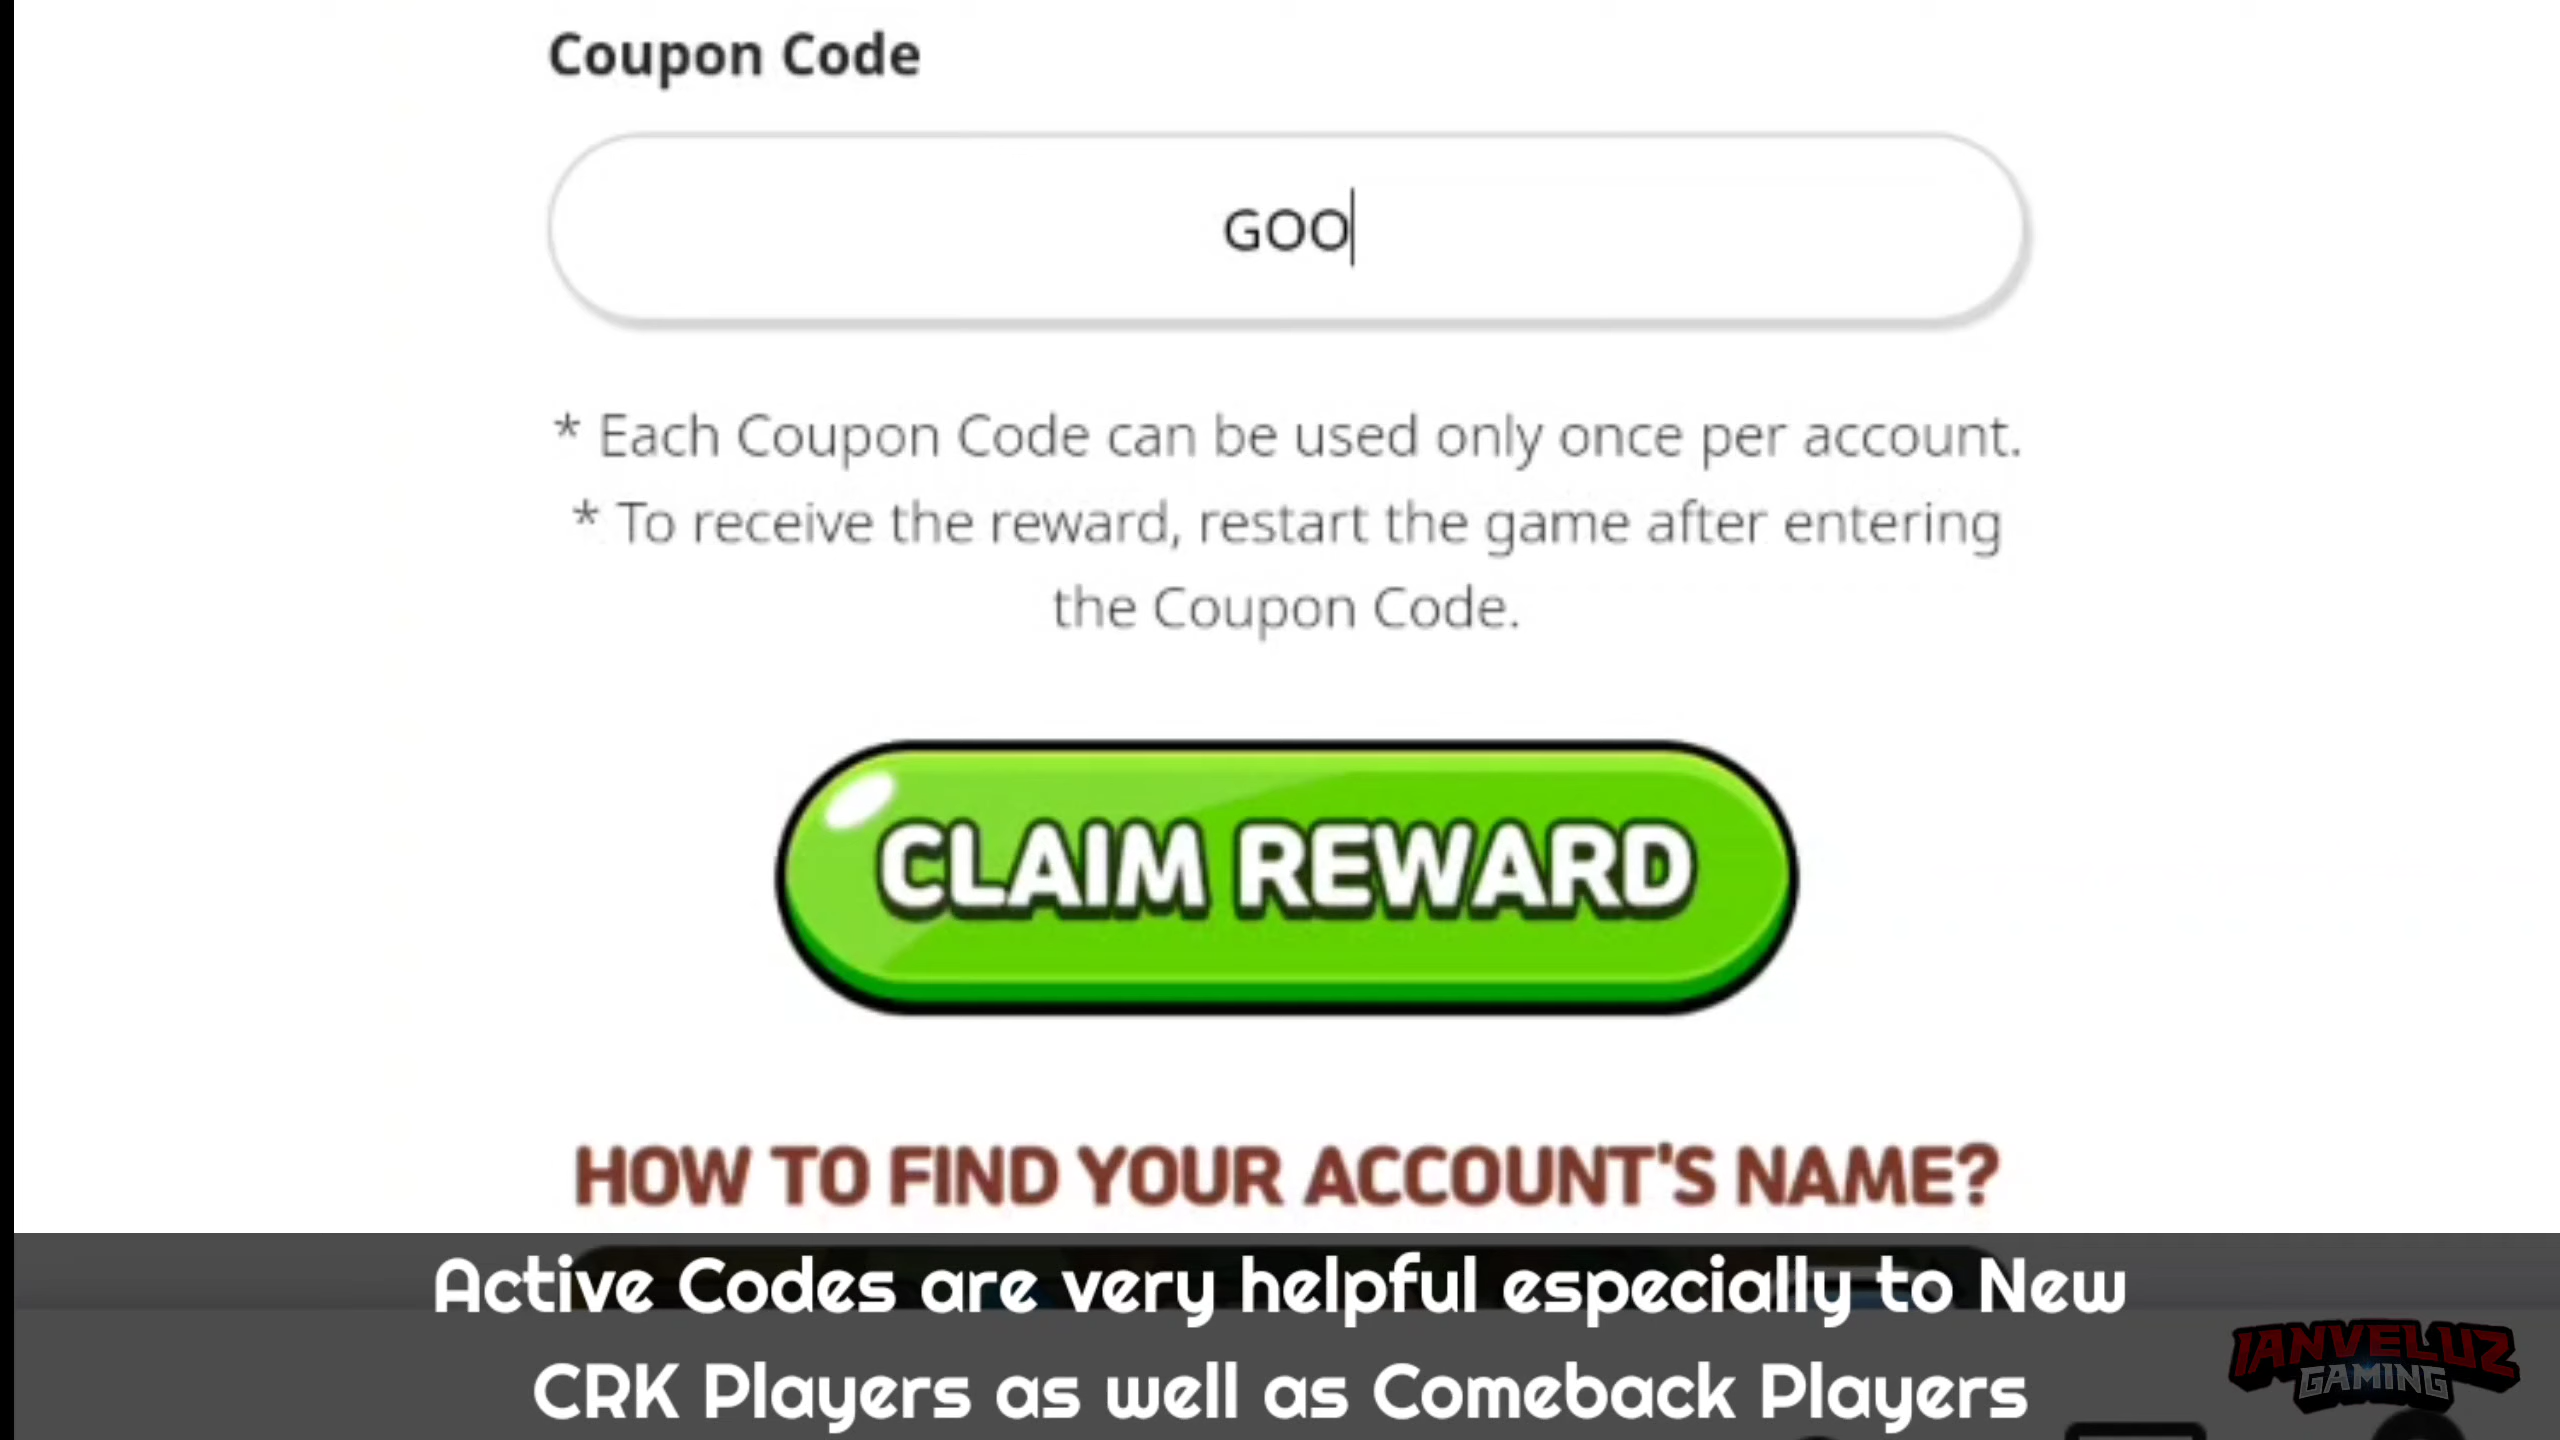 Coupon Code
GOO
* Each Coupon Code can be used only once per account.
* To receive the reward, restart the game after entering
the Coupon Code.
CLAIM REWARD
HOW TO FIND YOUR ACCOUNT'S NAME?
Active Codes are very helpful especially to New
CRK Players as well as Comeback Players
IANVELUZ
GAMING